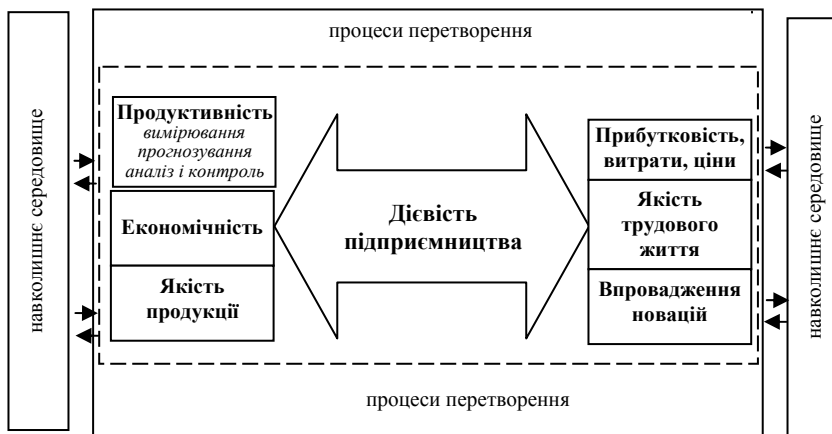 процеси перетворення
навколишнє середовище
Продуктивність
вимірювання
прогнозування
аналіз і контроль
Економічність
Якість
продукції
Дієвість
підприємництва
Прибутковість,
витрати, ціни
Якість
трудового
життя
Впровадження
новацій
навколишнє середовище
процеси перетворення